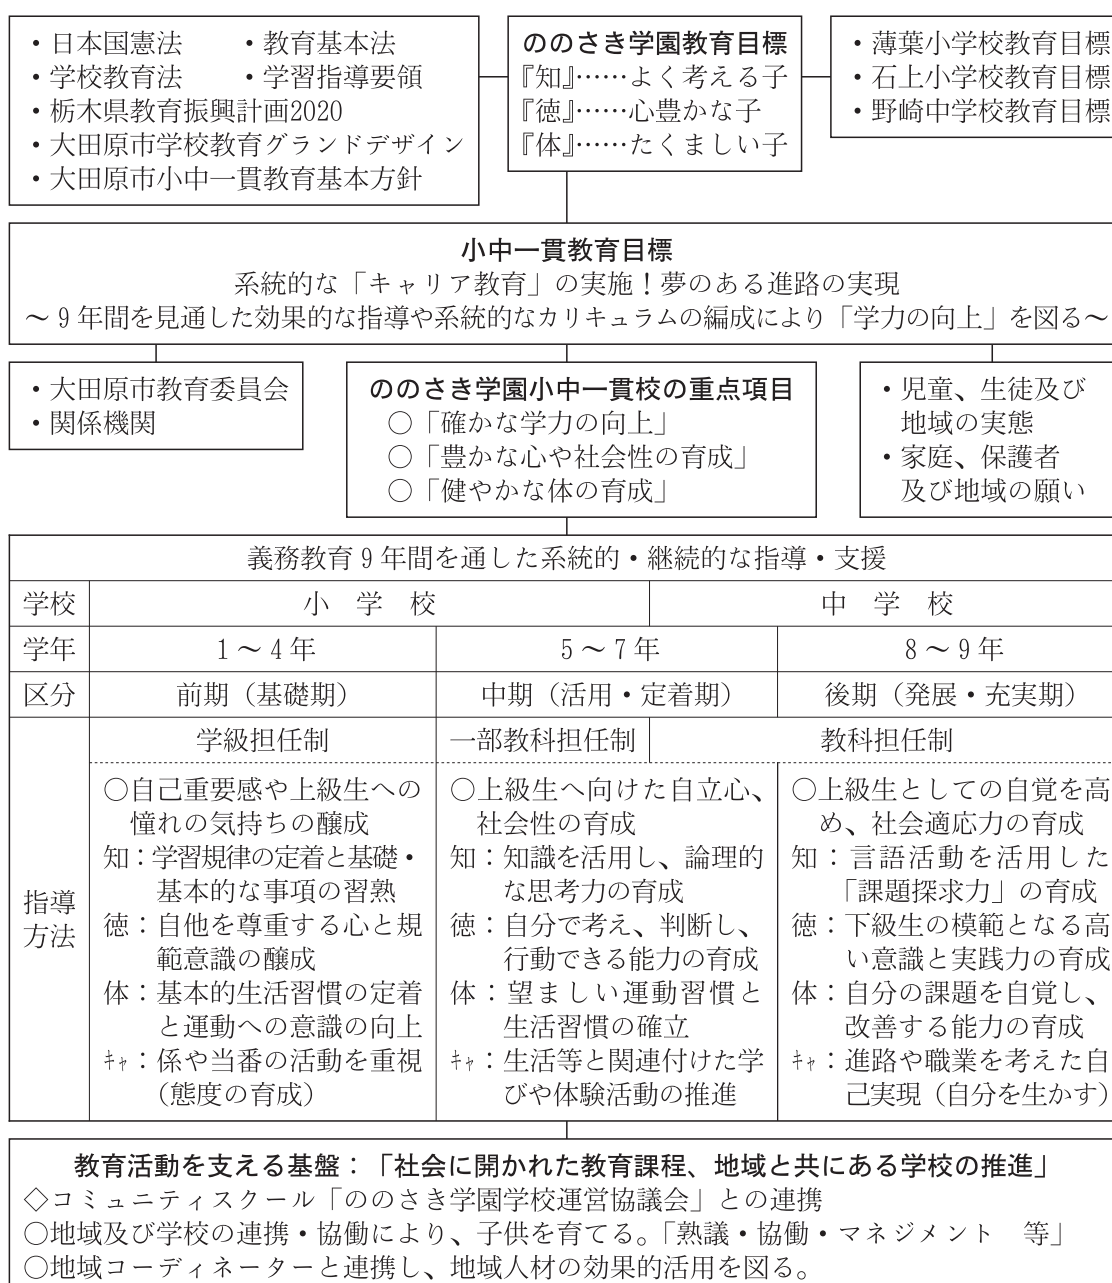 ・日本国憲法　　・教育基本法
・学校教育法　　・学習指導要領
・栃木県教育振興計画2020
・大田原市学校教育グランドデザイン
・大田原市小中一貫教育基本方針
ののさき学園教育目標
『知』……よく考える子
『徳』……心豊かな子
『体』……たくましい子
・薄葉小学校教育目標
・石上小学校教育目標
・野崎中学校教育目標
小中一貫教育目標
系統的な「キャリア教育」の実施！夢のある進路の実現
～９年間を見通した効果的な指導や系統的なカリキュラムの編成により「学力の向上」を図る～
・大田原市教育委員会
・関係機関
ののさき学園小中一貫校の重点項目
○「確かな学力の向上」
○「豊かな心や社会性の育成」
○「健やかな体の育成」
・児童、生徒及び
地域の実態
・家庭、保護者
及び地域の願い
義務教育９年間を通した系統的・継続的な指導・支援
学校　小　学　校　中　学　校
学年　１～４年　５～７年　８～９年
区分　前期（基礎期）　中期（活用・定着期）　後期（発展・充実期）
指導
方法
学級担任制　一部教科担任制　教科担任制
○自己重要感や上級生への
憧れの気持ちの醸成
知：学習規律の定着と基礎・
基本的な事項の習熟
徳：自他を尊重する心と規
範意識の醸成
体：基本的生活習慣の定着
と運動への意識の向上
ｷｬ：係や当番の活動を重視
（態度の育成）
○上級生へ向けた自立心、
社会性の育成
知：知識を活用し、論理的
な思考力の育成
徳：自分で考え、判断し、
行動できる能力の育成
体：望ましい運動習慣と
生活習慣の確立
ｷｬ：生活等と関連付けた学
びや体験活動の推進
○上級生としての自覚を高
め、社会適応力の育成
知：言語活動を活用した
「課題探求力」の育成
徳：下級生の模範となる高
い意識と実践力の育成
体：自分の課題を自覚し、
改善する能力の育成
ｷｬ：進路や職業を考えた自
己実現（自分を生かす）
教育活動を支える基盤：「社会に開かれた教育課程、地域と共にある学校の推進」
◇コミュニティスクール「ののさき学園学校運営協議会」との連携
○地域及び学校の連携・協働により、子供を育てる。「熟議・協働・マネジメント　等」
○地域コーディネーターと連携し、地域人材の効果的活用を図る。